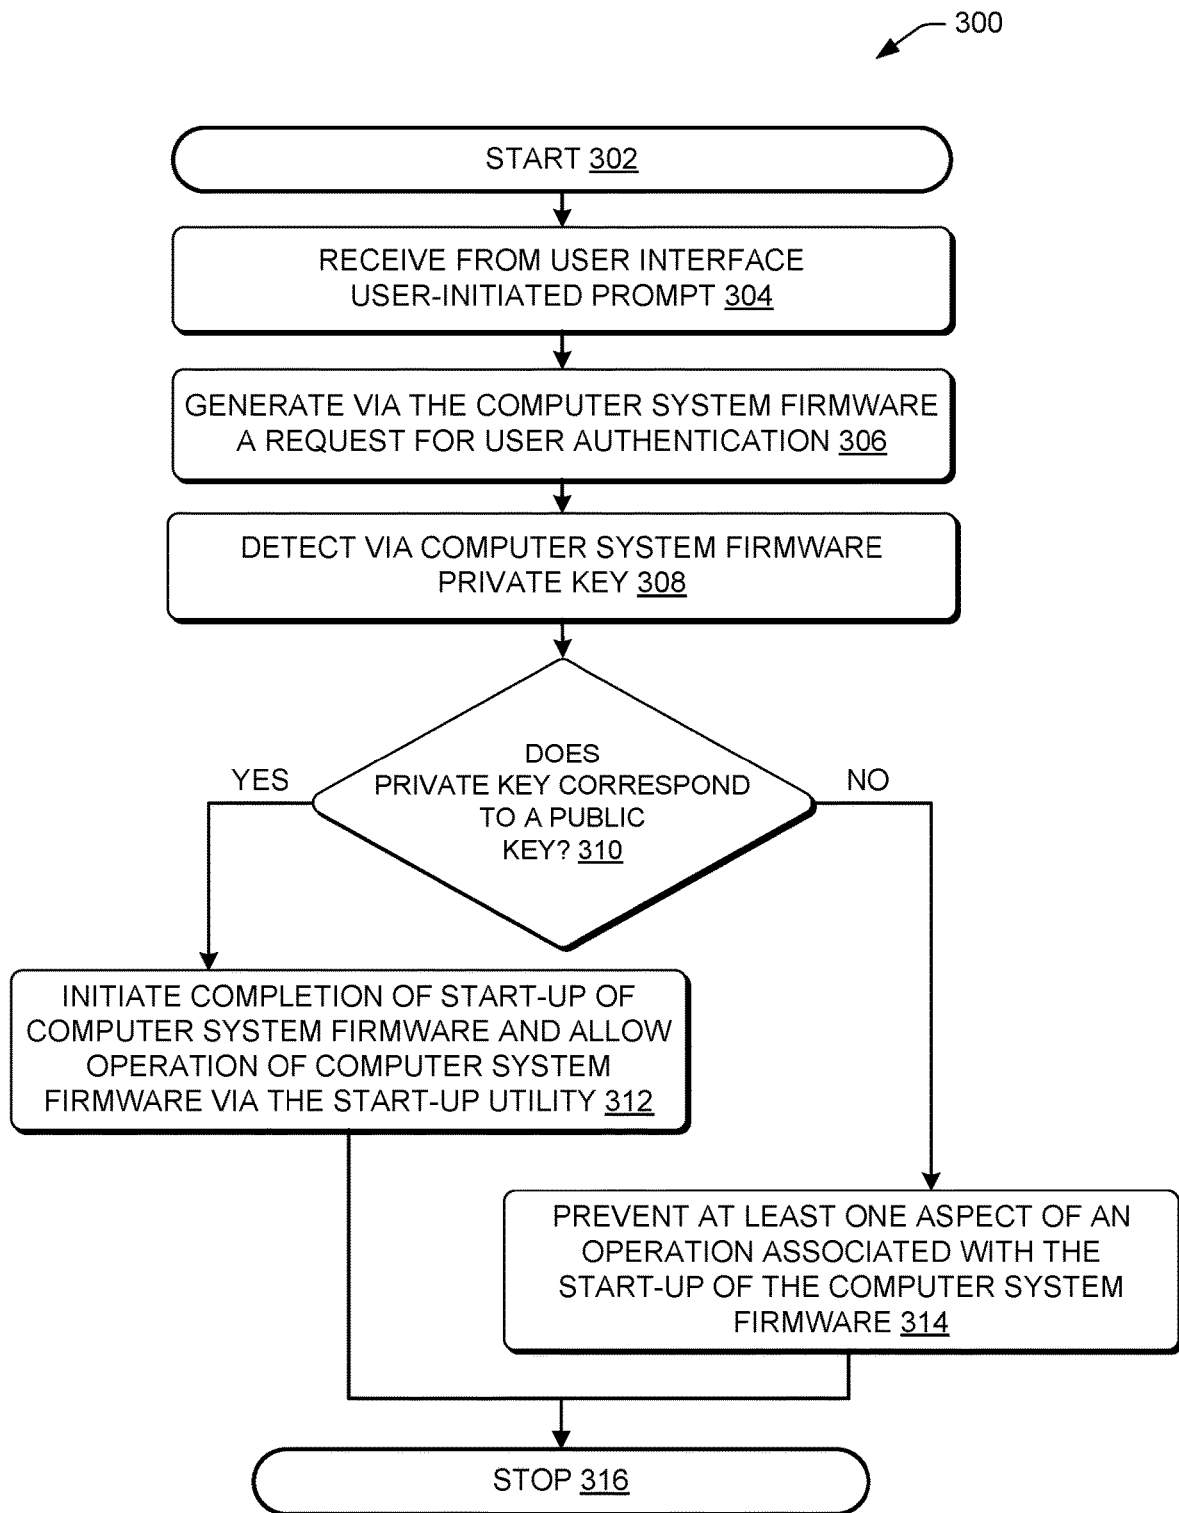 300
START 302
RECEIVE FROM USER INTERFACE
USER-INITIATED PROMPT 304
GENERATE VIA THE COMPUTER SYSTEM FIRMWARE
A REQUEST FOR USER AUTHENTICATION 306
DETECT VIA COMPUTER SYSTEM FIRMWARE
PRIVATE KEY 308
DOES
PRIVATE KEY CORRESPOND
TO A PUBLIC
KEY? 310
YES
NO
INITIATE COMPLETION OF START-UP OF
COMPUTER SYSTEM FIRMWARE AND ALLOW
OPERATION OF COMPUTER SYSTEM
FIRMWARE VIA THE START-UP UTILITY 312
PREVENT AT LEAST ONE ASPECT OF AN
OPERATION ASSOCIATED WITH THE
START-UP OF THE COMPUTER SYSTEM
FIRMWARE 314
STOP 316